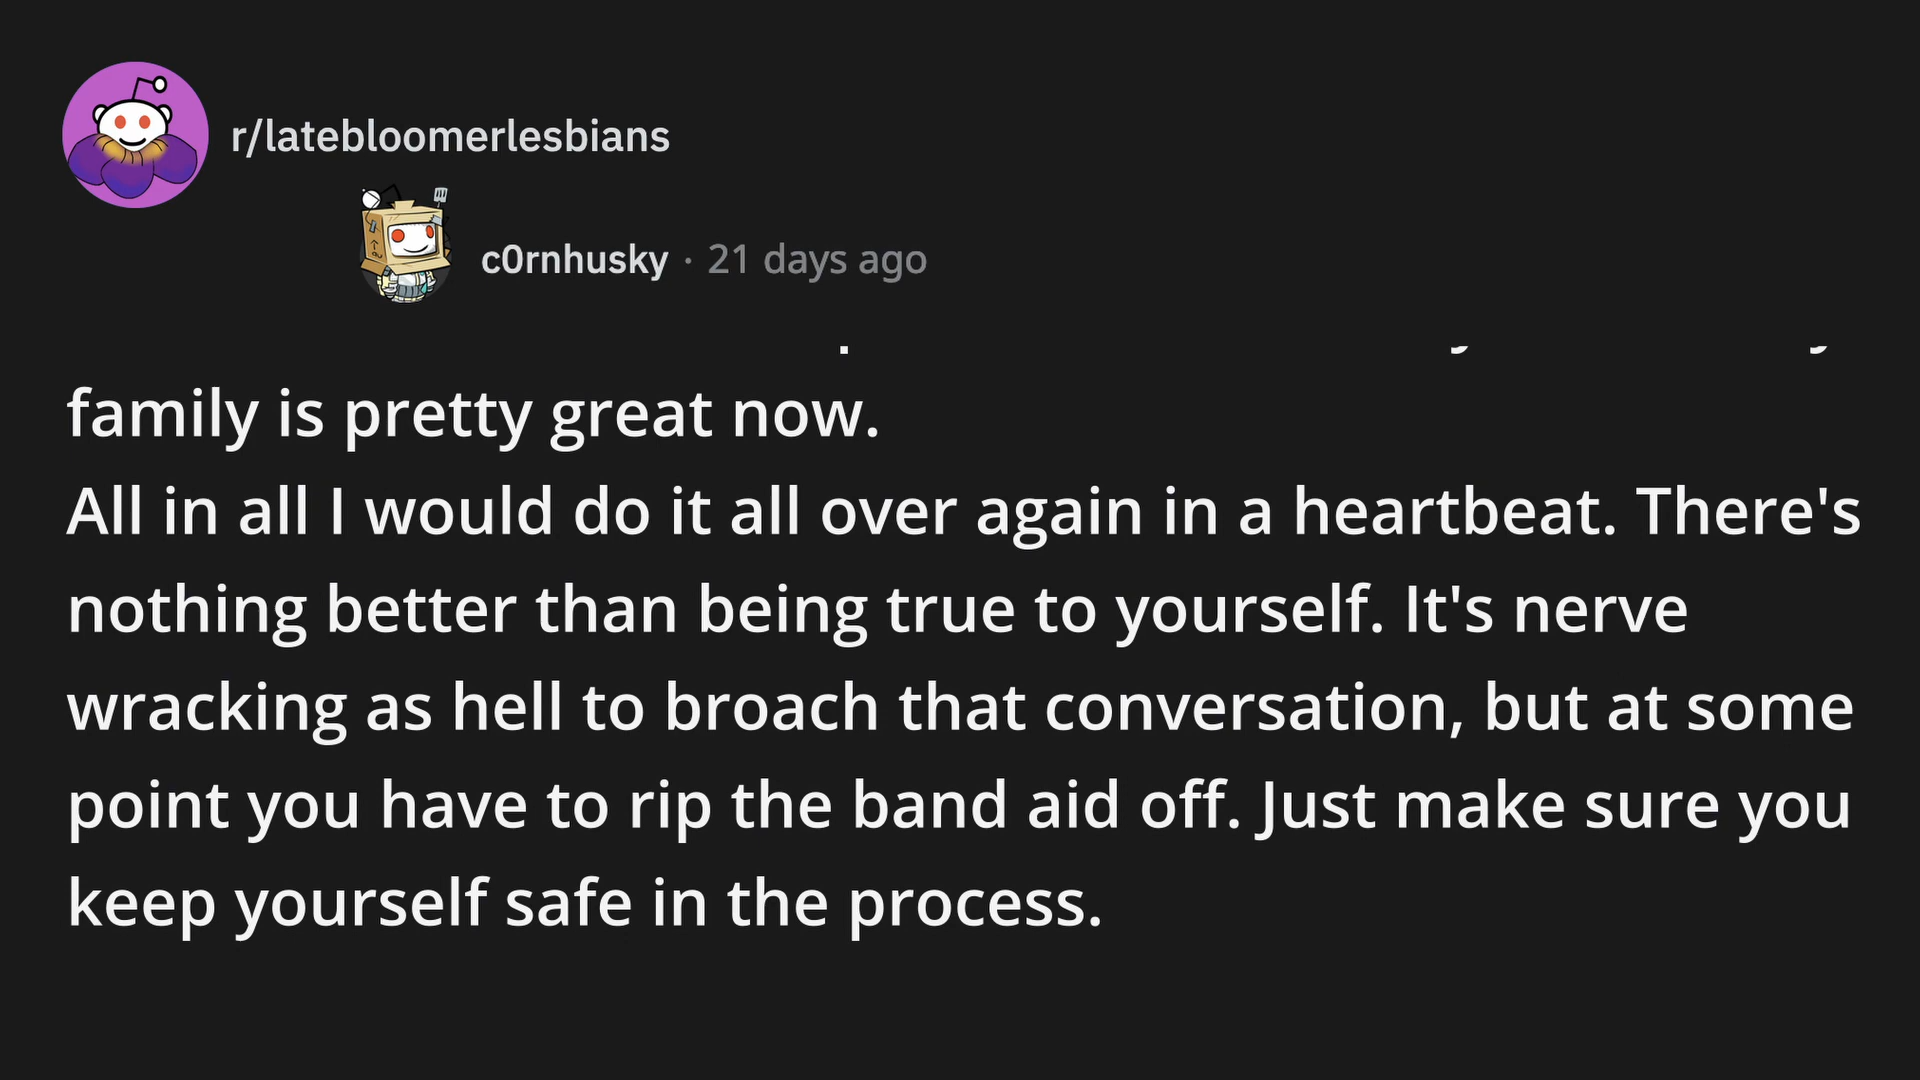 r/latebloomerlesbians
c0rnhusky · 21 days ago
family is pretty great now.
All in all I would do it all over again in a heartbeat. There's
nothing better than being true to yourself. It's nerve
wracking as hell to broach that conversation, but at some
point you have to rip the band aid off. Just make sure you
keep yourself safe in the process.